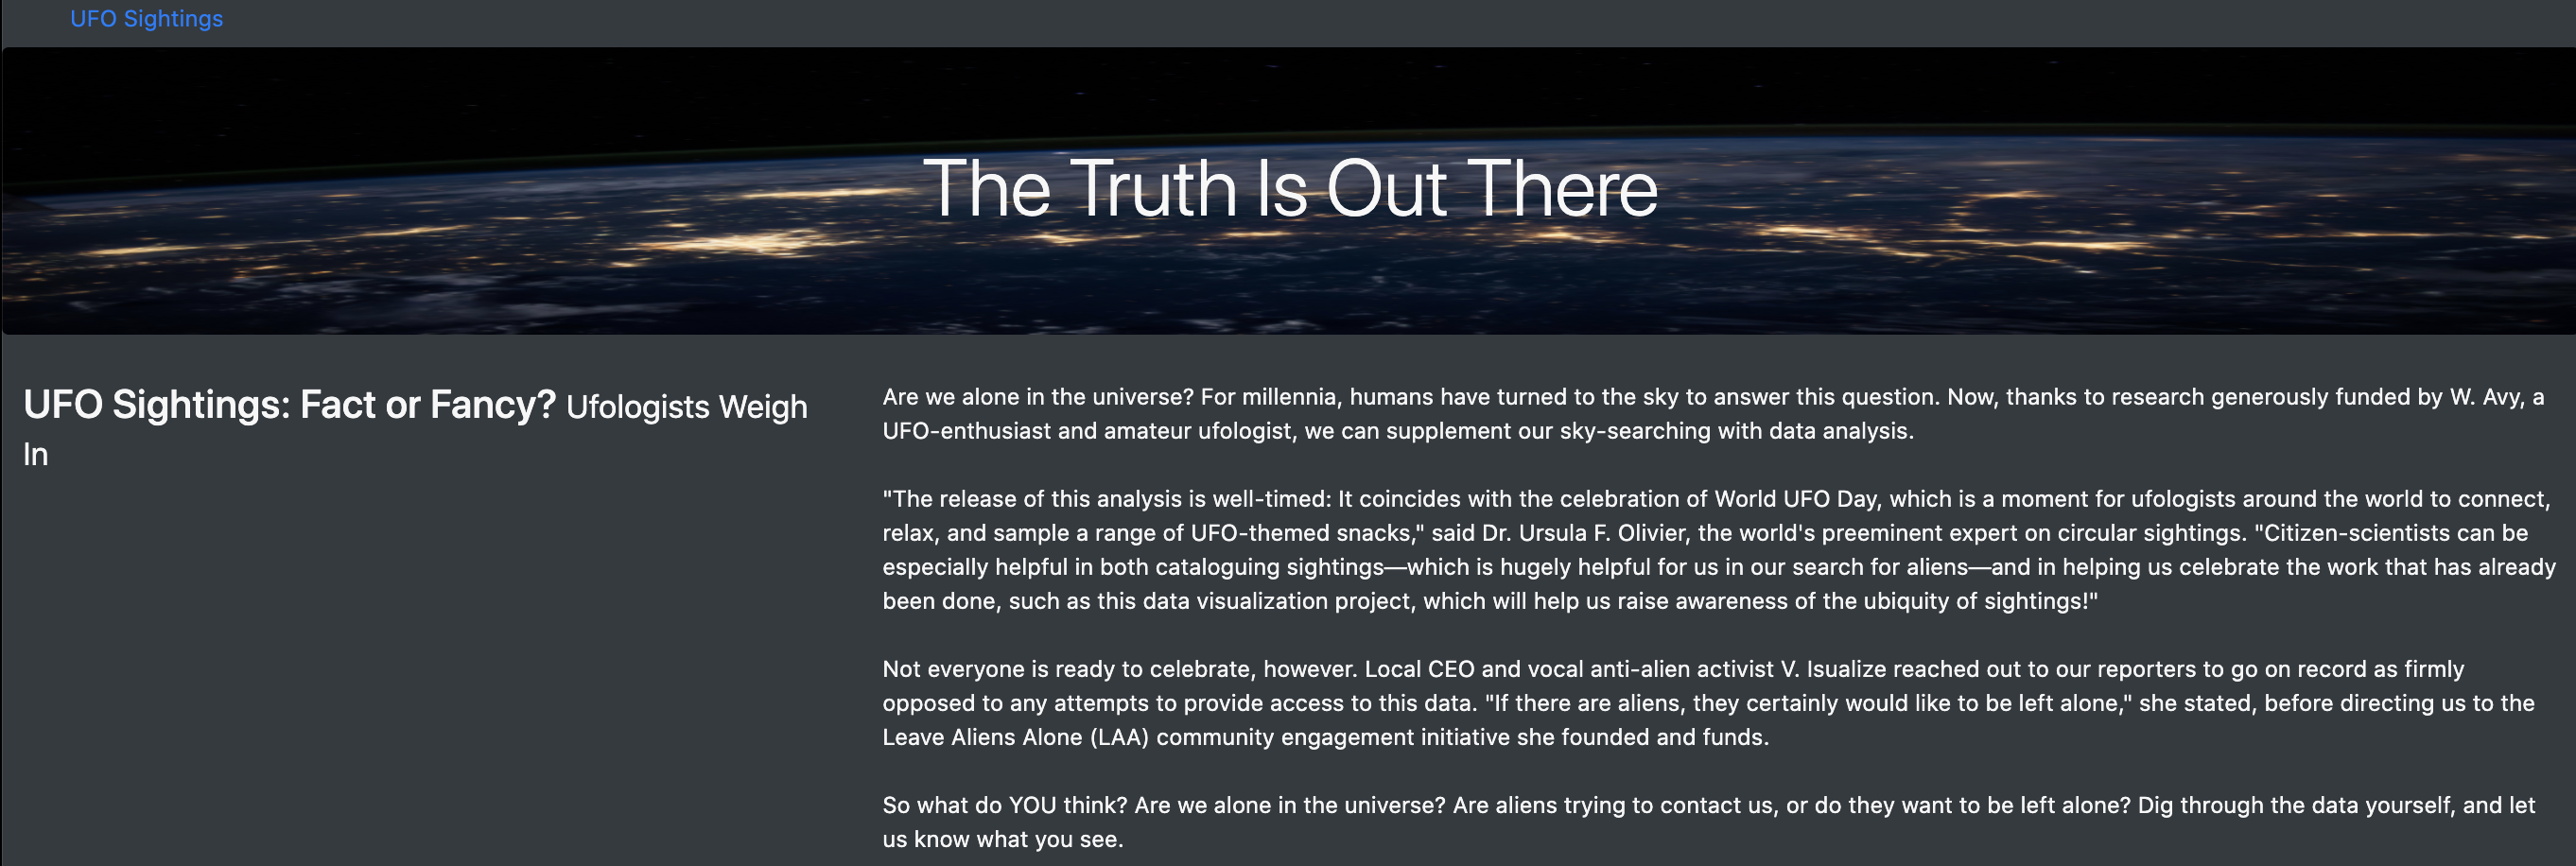 UFO Sightings
The Truth Is Out There
UFO Sightings: Fact or Fancy? Ufologists Weigh
In
Are we alone in the universe? For millennia, humans have turned to the sky to answer this question. Now, thanks to research generously funded by W. Avy, a
UFO-enthusiast and amateur ufologist, we can supplement our sky-searching with data analysis.
"The release of this analysis is well-timed: It coincides with the celebration of World UFO Day, which is a moment for ufologists around the world to connect,
relax, and sample a range of UFO-themed snacks," said Dr. Ursula F. Olivier, the world's preeminent expert on circular sightings. "Citizen-scientists can be
especially helpful in both cataloguing sightings—which is hugely helpful for us in our search for aliens—and in helping us celebrate the work that has already
been done, such as this data visualization project, which will help us raise awareness of the ubiquity of sightings!"
Not everyone is ready to celebrate, however. Local CEO and vocal anti-alien activist V. Isualize reached out to our reporters to go on record as firmly
opposed to any attempts to provide access to this data. "If there are aliens, they certainly would like to be left alone," she stated, before directing us to the
Leave Aliens Alone (LAA) community engagement initiative she founded and funds.
So what do YOU think? Are we alone in the universe? Are aliens trying to contact us, or do they want to be left alone? Dig through the data yourself, and let
us know what you see.